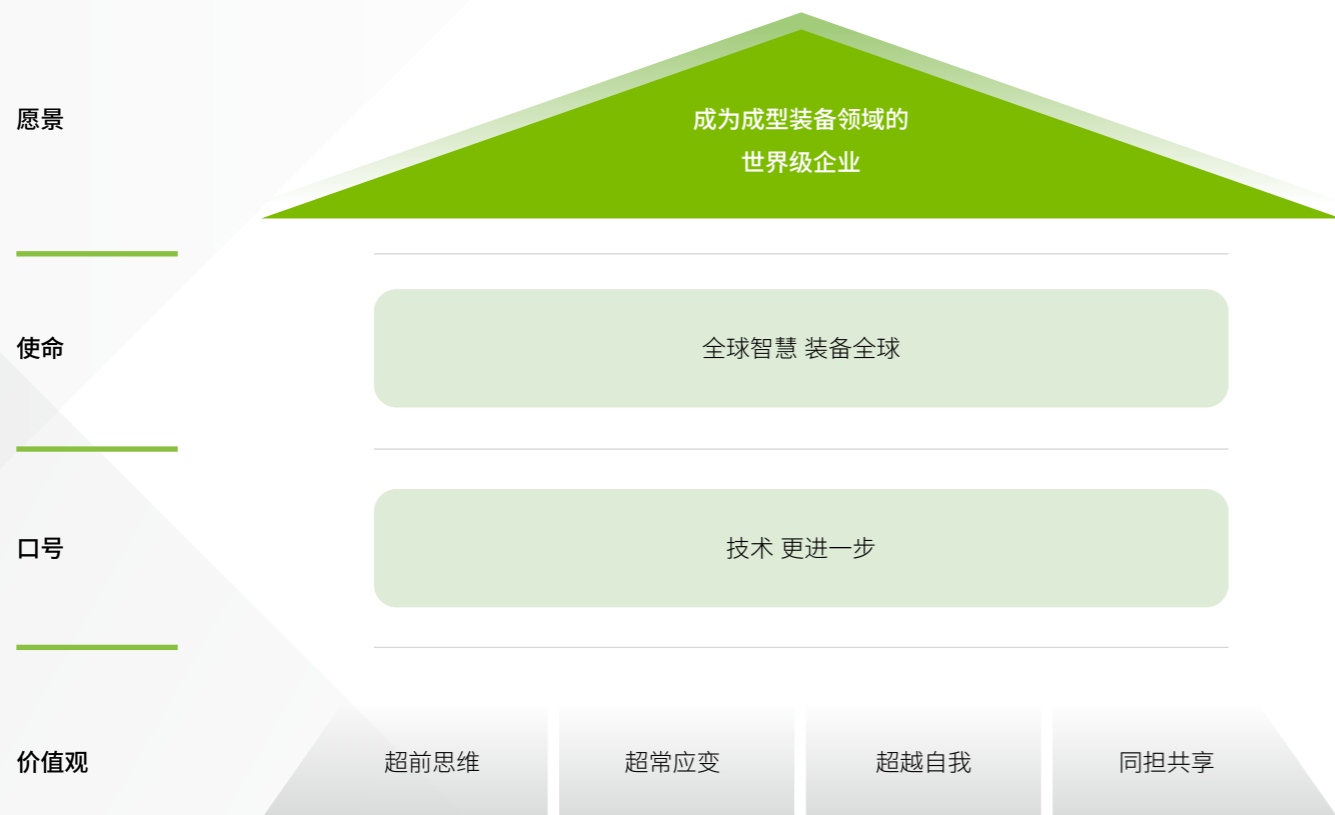 愿景
成为成型装备领域的
世界级企业
使命
全球智慧 装备全球
口号
技术 更进一步
价值观
超前思维
超常应变
超越自我
同担共享